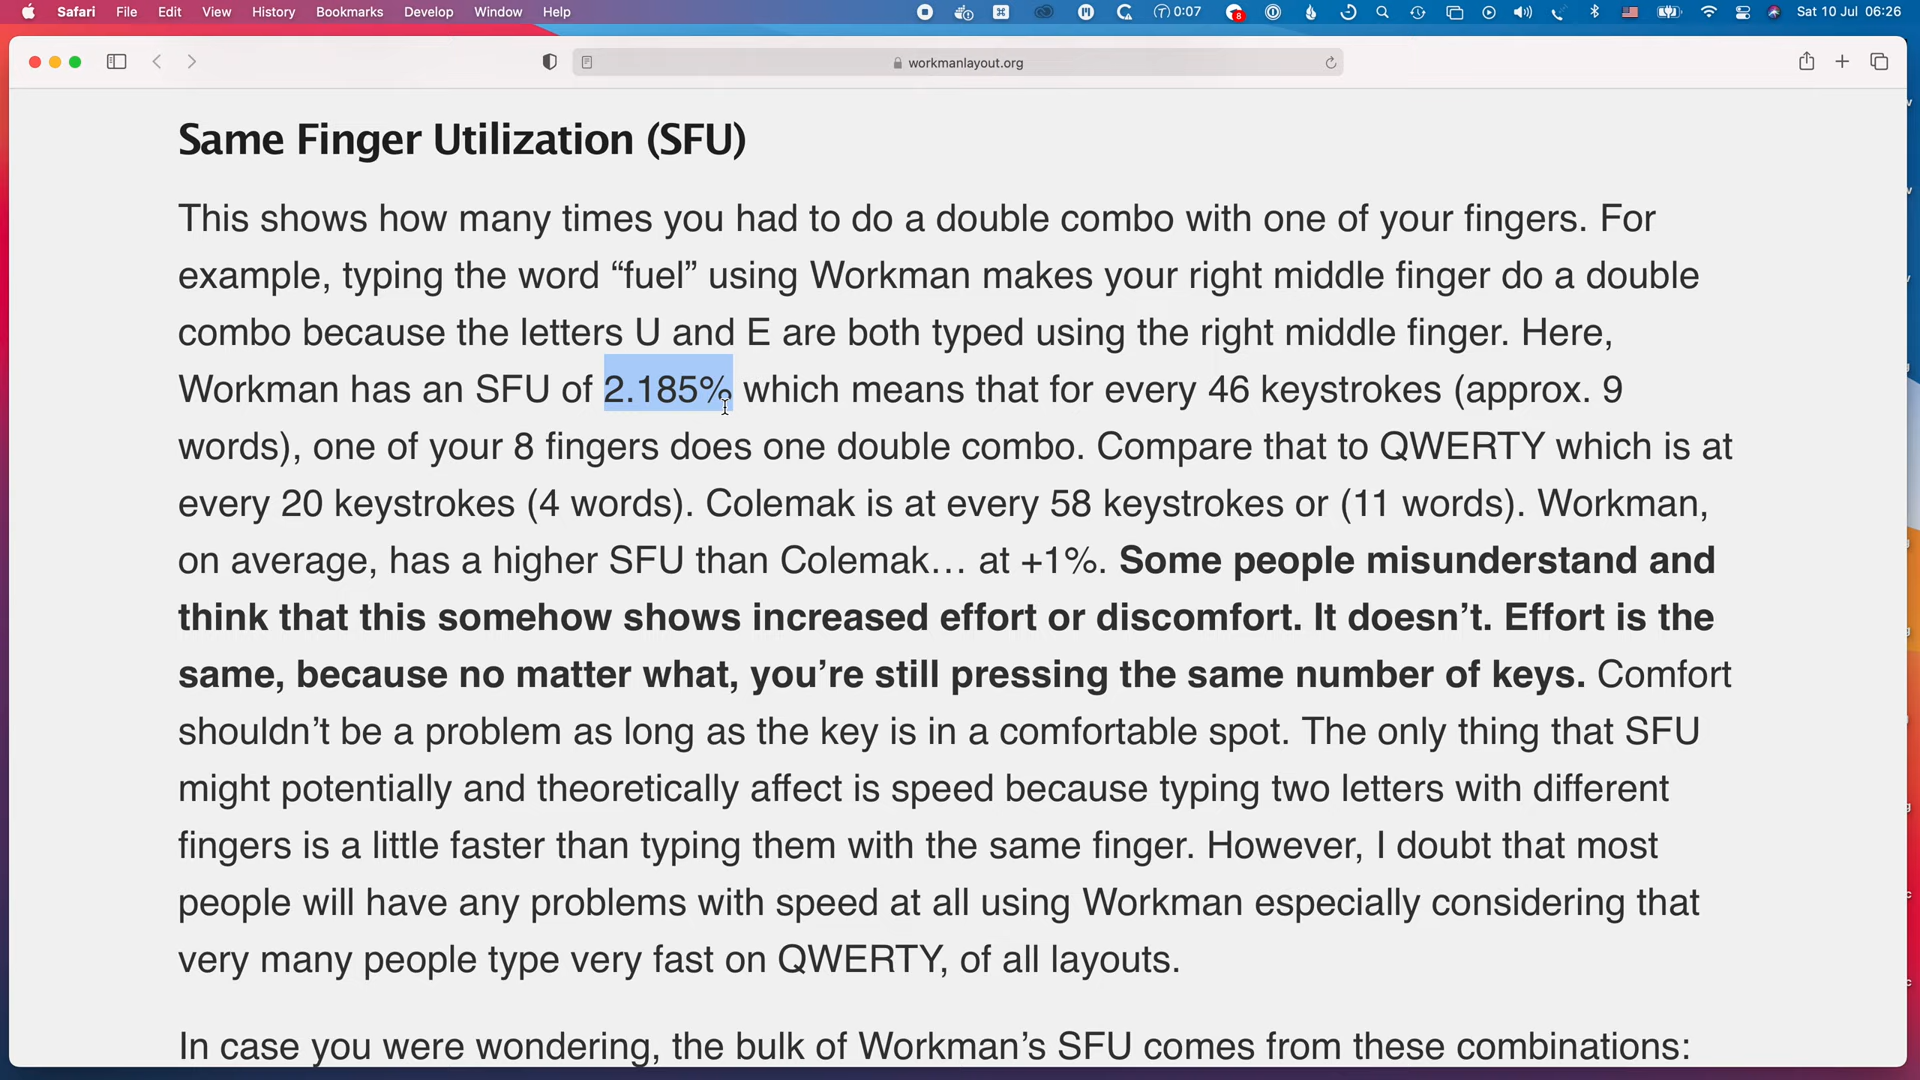 Safari File Edit View History Bookmarks Develop Window Help 0:07 8 Sat 10 Jul 06:26
workmanlayout.org
Same Finger Utilization (SFU)
This shows how many times you had to do a double combo with one of your fingers. For
example, typing the word “fuel” using Workman makes your right middle finger do a double
combo because the letters U and E are both typed using the right middle finger. Here,
Workman has an SFU of 2.185% which means that for every 46 keystrokes (approx. 9
words), one of your 8 fingers does one double combo. Compare that to QWERTY which is at
every 20 keystrokes (4 words). Colemak is at every 58 keystrokes or (11 words). Workman,
on average, has a higher SFU than Colemak… at +1%. Some people misunderstand and
think that this somehow shows increased effort or discomfort. It doesn’t. Effort is the
same, because no matter what, you’re still pressing the same number of keys. Comfort
shouldn’t be a problem as long as the key is in a comfortable spot. The only thing that SFU
might potentially and theoretically affect is speed because typing two letters with different
fingers is a little faster than typing them with the same finger. However, I doubt that most
people will have any problems with speed at all using Workman especially considering that
very many people type very fast on QWERTY, of all layouts.
In case you were wondering, the bulk of Workman’s SFU comes from these combinations: